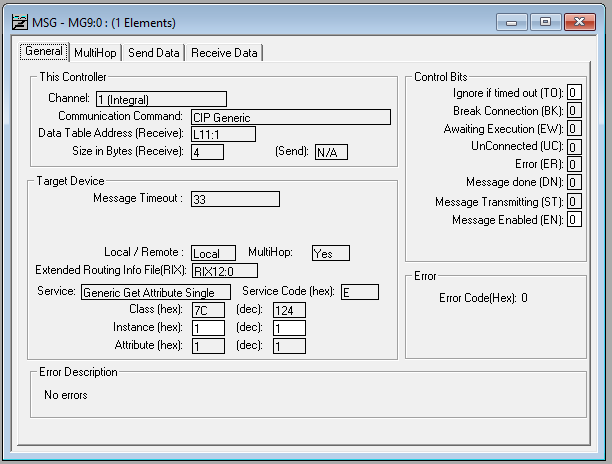 MSG - MG9:0 : (1 Elements)
General MultiHop Send Data Receive Data
This Controller
Channel: 1 (Integral)
Communication Command: CIP Generic
Data Table Address (Receive): L11:1
Size in Bytes (Receive): 4 (Send): N/A
Target Device
Message Timeout : 33
Local / Remote : Local MultiHop: Yes
Extended Routing Info File(RIX): RIX12:0
Service: Generic Get Attribute Single Service Code (hex): E
Class (hex): 7C (dec): 124
Instance (hex): 1 (dec): 1
Attribute (hex): 1 (dec): 1
Control Bits
Ignore if timed out (TO): 0
Break Connection (BK): 0
Awaiting Execution (EW): 0
UnConnected (UC): 0
Error (ER): 0
Message done (DN): 0
Message Transmitting (ST): 0
Message Enabled (EN): 0
Error
Error Code(Hex): 0
Error Description
No errors